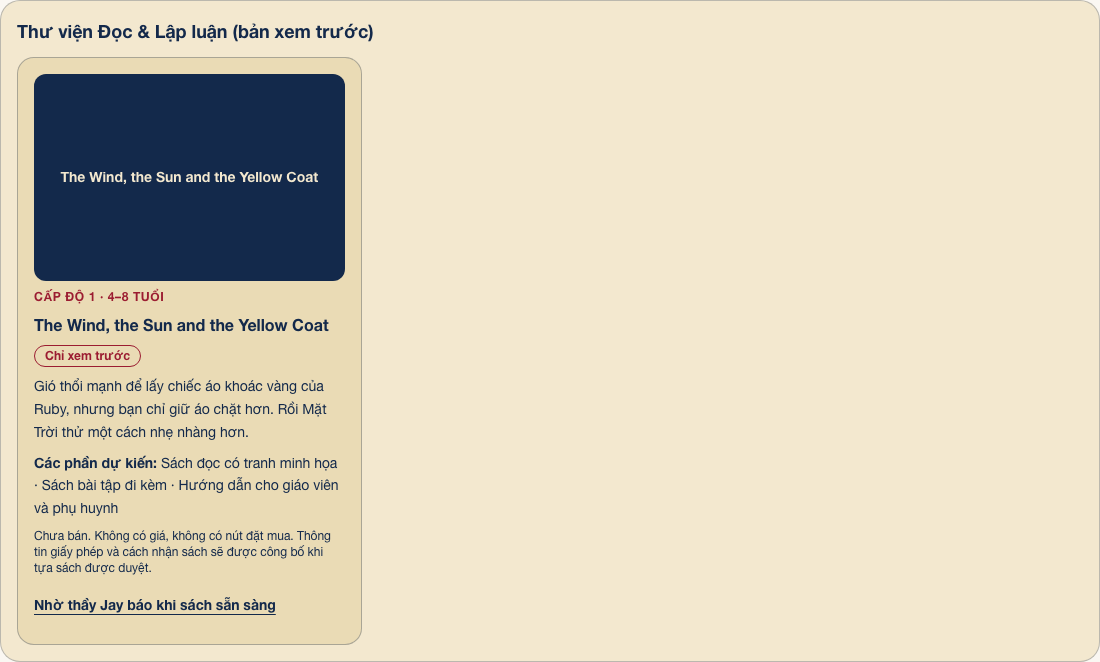 Thư viện Đọc & Lập luận (bản xem trước)
The Wind, the Sun and the Yellow Coat
CẤP ĐỘ 1 · 4–8 TUỔI
The Wind, the Sun and the Yellow Coat
Chỉ xem trước
Gió thổi mạnh để lấy chiếc áo khoác vàng của
Ruby, nhưng bạn chỉ giữ áo chặt hơn. Rồi Mặt
Trời thử một cách nhẹ nhàng hơn.
Các phần dự kiến: Sách đọc có tranh minh họa
· Sách bài tập đi kèm · Hướng dẫn cho giáo viên
và phụ huynh
Chưa bán. Không có giá, không có nút đặt mua. Thông
tin giấy phép và cách nhận sách sẽ được công bố khi
tựa sách được duyệt.
Nhờ thầy Jay báo khi sách sẵn sàng